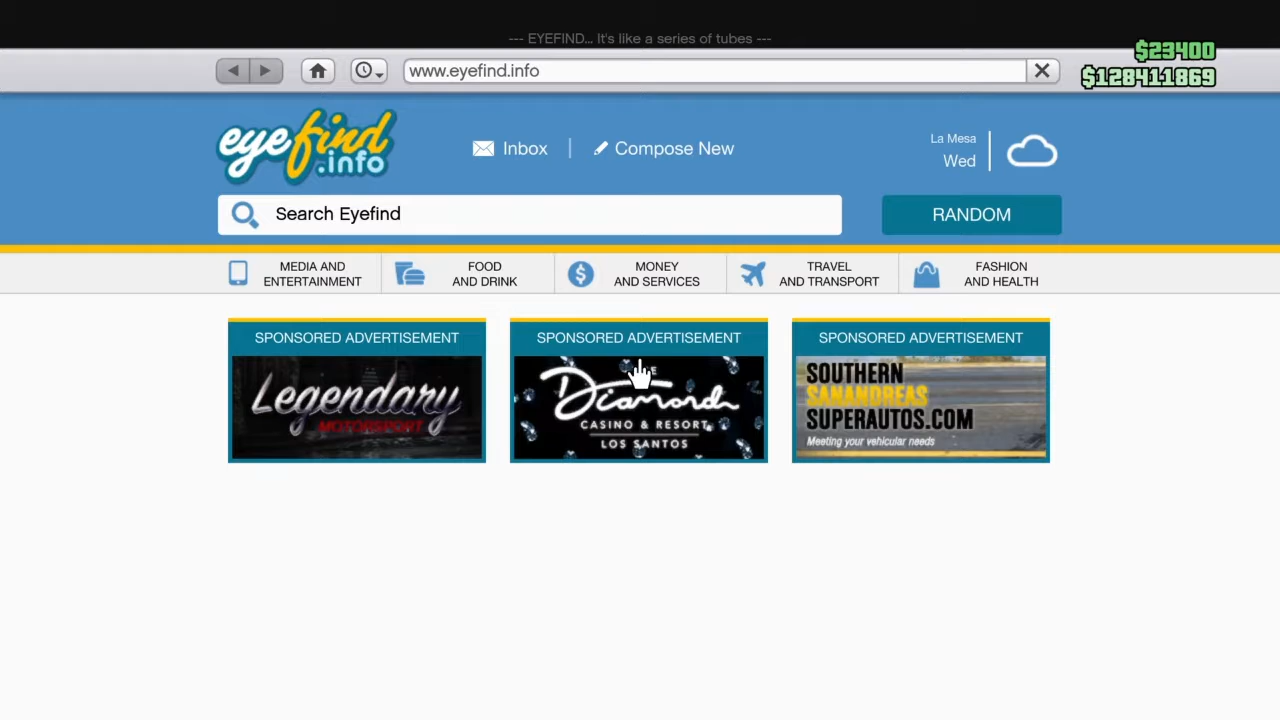 --- EYEFIND... It's like a series of tubes ---
$23400
www.eyefind.info
$128411869
eyefind
.info
Inbox
Compose New
La Mesa
Wed
Search Eyefind
RANDOM
MEDIA AND
ENTERTAINMENT
FOOD
AND DRINK
MONEY
AND SERVICES
TRAVEL
AND TRANSPORT
FASHION
AND HEALTH
SPONSORED ADVERTISEMENT
Legendary
MOTORSPORT
SPONSORED ADVERTISEMENT
Diamond
CASINO & RESORT
LOS SANTOS
SPONSORED ADVERTISEMENT
SOUTHERN
SANANDREAS
SUPERAUTOS.COM
Meeting your vehicular needs